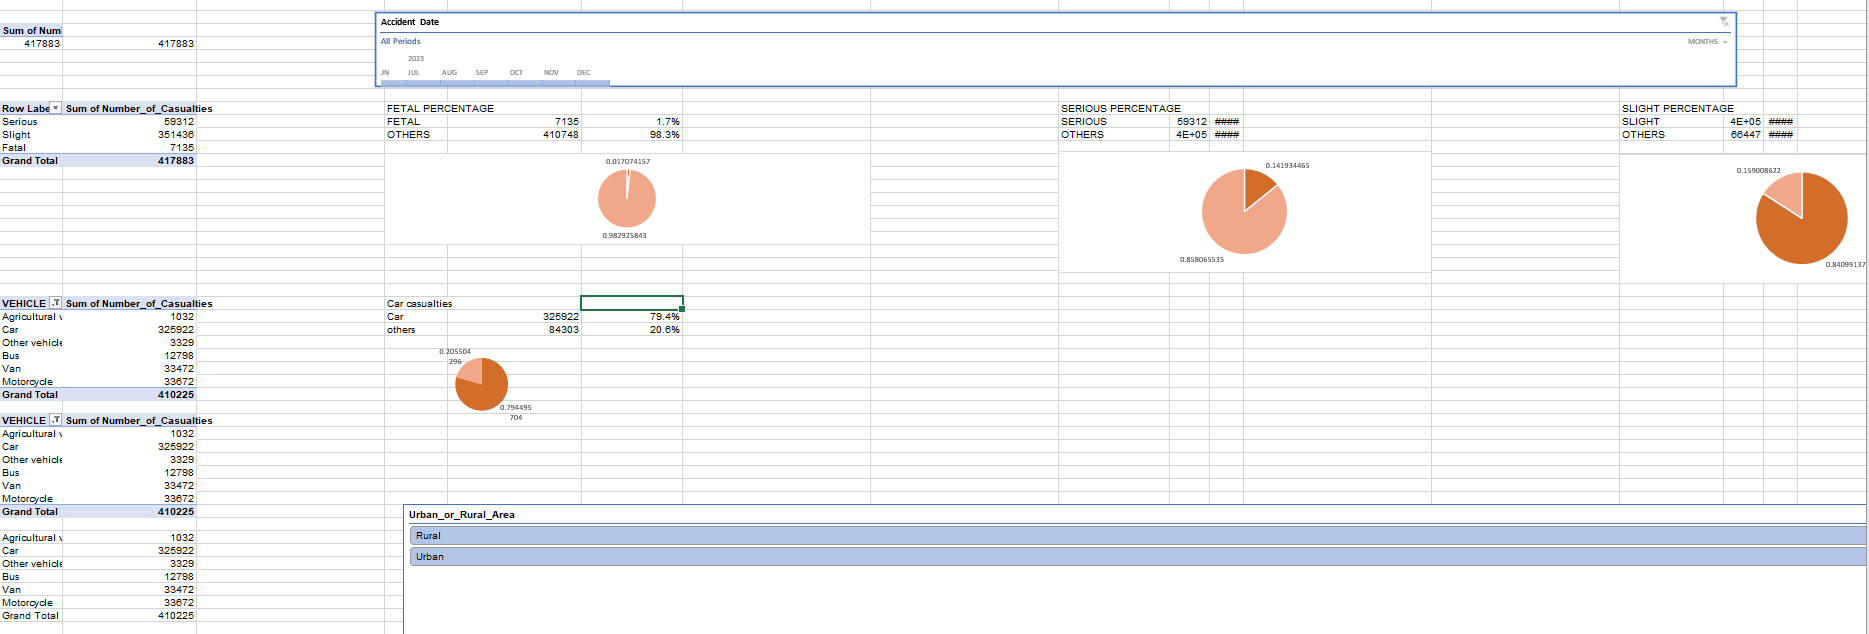 Accident Date
Sum of Num
All Periods
MONTHS
417883 417883
2023
JN JUL AUG SEP OCT NOV DEC
Row Labe Sum of Number_of_Casualties FETAL PERCENTAGE SERIOUS PERCENTAGE SLIGHT PERCENTAGE
Serious 59312 FETAL 7135 1.7% SERIOUS 59312 #### SLIGHT 4E+05 ####
Slight 351436 OTHERS 410748 98.3% OTHERS 4E+05 #### OTHERS 66447 ####
Fatal 7135
Grand Total 417883
0.017074157
0.141934465
0.159008622
0.982925843
0.858065535
0.84099137
VEHICLE Sum of Number_of_Casualties Car casualties
Agricultural v 1032 Car 325922 79.4%
Car 325922 others 84303 20.6%
Other vehicle 3329
Bus 12798
Van 33472
Motorcycle 33672
Grand Total 410225
0.205504
296
0.794495
704
VEHICLE Sum of Number_of_Casualties
Agricultural v 1032
Car 325922
Other vehicle 3329
Bus 12798
Van 33472
Motorcycle 33672
Grand Total 410225
Urban_or_Rural_Area
Rural
Urban
Agricultural v 1032
Car 325922
Other vehicle 3329
Bus 12798
Van 33472
Motorcycle 33672
Grand Total 410225